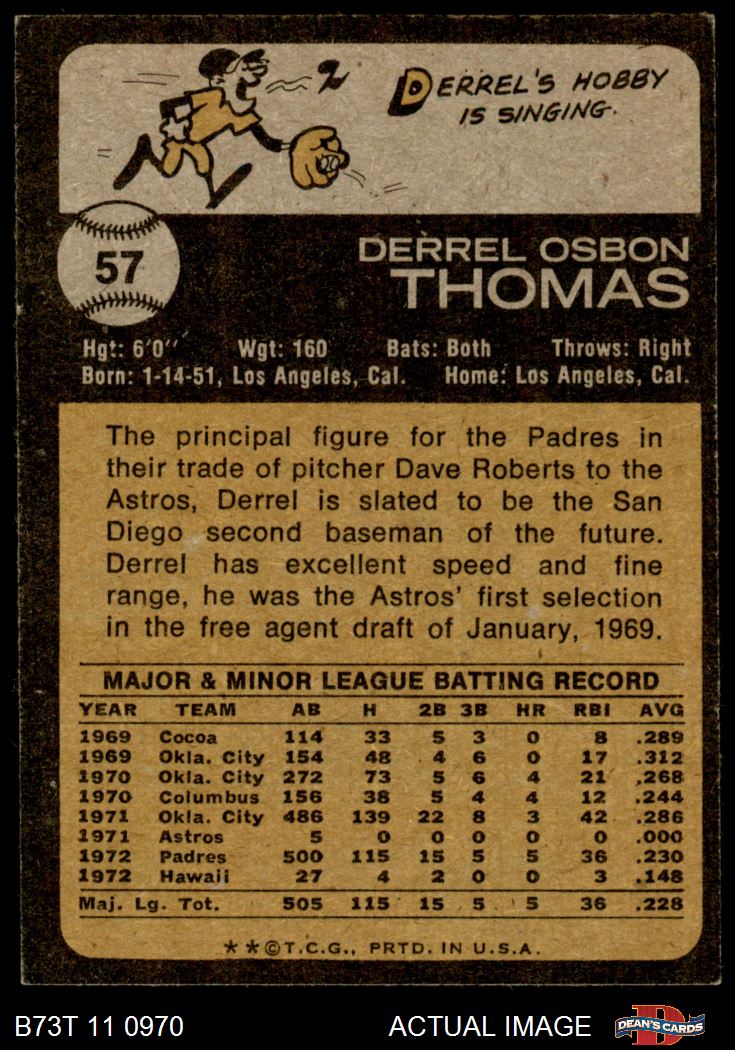 DERREL'S HOBBY
IS SINGING.
57
DERREL OSBON
THOMAS
Hgt: 6'0" Wgt: 160 Bats: Both Throws: Right
Born: 1-14-51, Los Angeles, Cal. Home: Los Angeles, Cal.
The principal figure for the Padres in
their trade of pitcher Dave Roberts to the
Astros, Derrel is slated to be the San
Diego second baseman of the future.
Derrel has excellent speed and fine
range, he was the Astros' first selection
in the free agent draft of January, 1969.
MAJOR & MINOR LEAGUE BATTING RECORD
YEAR TEAM AB H 2B 3B HR RBI AVG
1969 Cocoa 114 33 5 3 0 8 .289
1969 Okla. City 154 48 4 6 0 17 .312
1970 Okla. City 272 73 5 6 4 21 .268
1970 Columbus 156 38 5 4 4 12 .244
1971 Okla. City 486 139 22 8 3 42 .286
1971 Astros 5 0 0 0 0 0 .000
1972 Padres 500 115 15 5 5 36 .230
1972 Hawaii 27 4 2 0 0 3 .148
Maj. Lg. Tot. 505 115 15 5 5 36 .228
**©T.C.G., PRTD. IN U.S.A.
B73T 11 0970 ACTUAL IMAGE DEAN'S CARDS